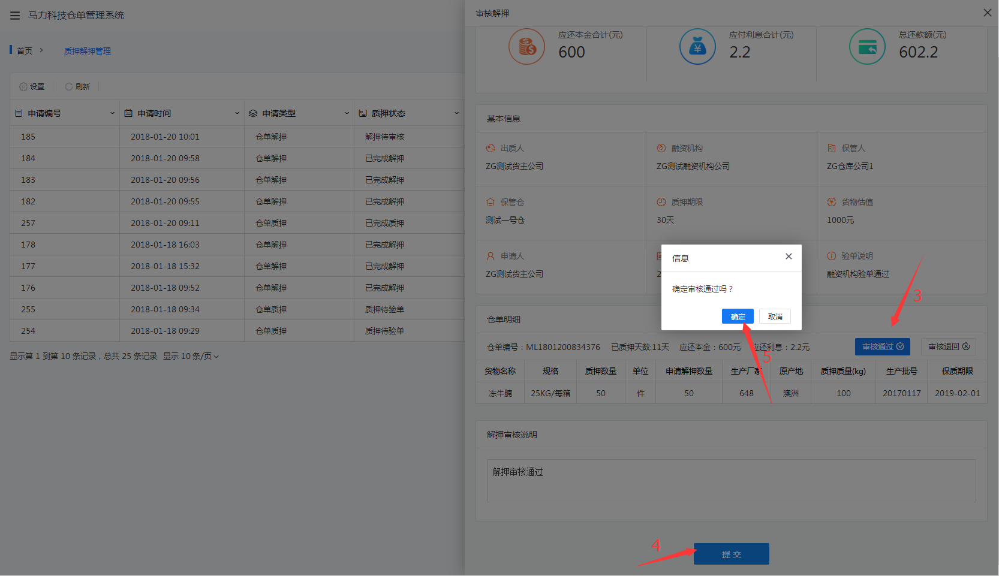 马力科技仓单管理系统
首页 > 质押解押管理
设置 刷新
申请编号 申请时间 申请类型 质押状态
185 2018-01-20 10:01 仓单解押 解押待审核
184 2018-01-20 09:58 仓单解押 已完成解押
183 2018-01-20 09:56 仓单解押 已完成解押
182 2018-01-20 09:55 仓单解押 已完成解押
257 2018-01-20 09:11 仓单质押 已完成质押
178 2018-01-18 16:03 仓单解押 已完成解押
177 2018-01-18 15:32 仓单解押 已完成解押
176 2018-01-18 09:52 仓单解押 已完成解押
255 2018-01-18 09:34 仓单质押 质押待验单
254 2018-01-18 09:29 仓单质押 质押待验单
显示第 1 到第 10 条记录，总共 25 条记录 显示 10 条/页
审核解押
应还本金合计(元) 应付利息合计(元) 总还款额(元)
600 2.2 602.2
基本信息
出质人 融资机构 保管人
ZG测试货主公司 ZG测试融资机构公司 ZG仓库公司1
保管仓 质押期限 货物估值
测试一号仓 30天 1000元
申请人 验单说明
ZG测试货主公司 2 融资机构验单通过
信息
确定审核通过吗？
确定 取消
3
仓单明细
仓单编号：ML1801200834376 已质押天数:11天 应还本金：600元 应还利息：2.2元 审核通过 审核退回
5
货物名称 规格 质押数量 单位 申请解押数量 生产厂家 原产地 质押质量(kg) 生产批号 保质期限
冻牛腩 25KG/每箱 50 件 50 648 澳洲 100 20170117 2019-02-01
解押审核说明
解押审核通过
4
提 交